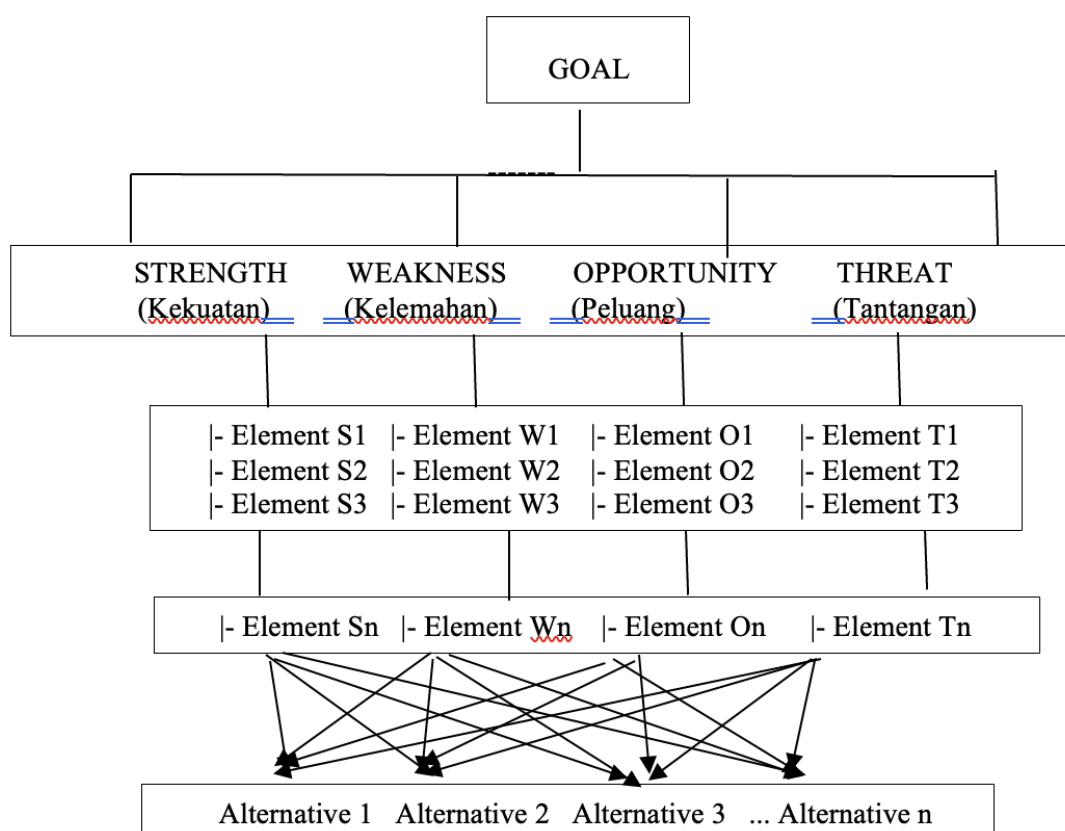 GOAL
STRENGTH WEAKNESS OPPORTUNITY THREAT
(Kekuatan) (Kelemahan) (Peluang) (Tantangan)
|- Element S1 |- Element W1 |- Element O1 |- Element T1
|- Element S2 |- Element W2 |- Element O2 |- Element T2
|- Element S3 |- Element W3 |- Element O3 |- Element T3
|- Element Sn |- Element Wn |- Element On |- Element Tn
Alternative 1 Alternative 2 Alternative 3 ... Alternative n